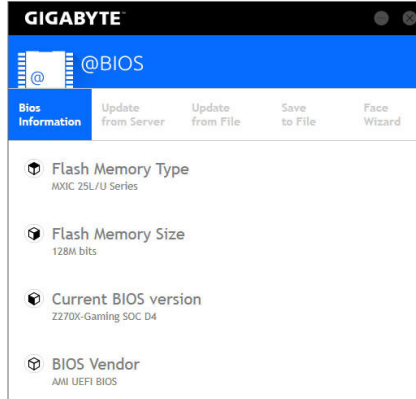 GIGABYTE™
@
@BIOS
Bios Information
Update from Server
Update from File
Save to File
Face Wizard
Flash Memory Type
MXIC 25L/U Series
Flash Memory Size
128M bits
Current BIOS version
Z270X-Gaming SOC D4
BIOS Vendor
AMI UEFI BIOS